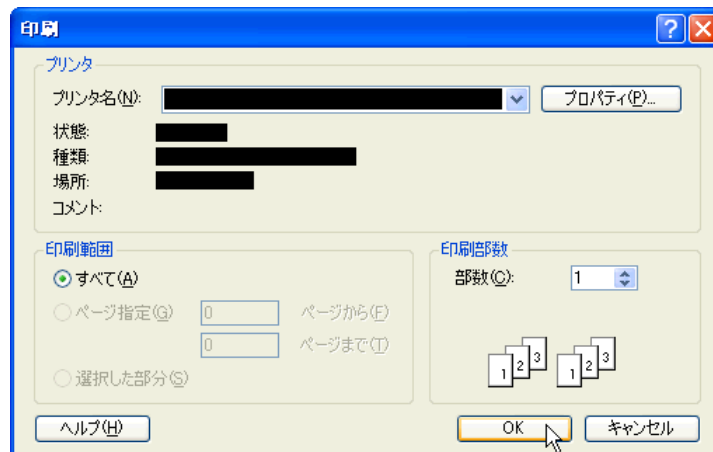 印刷
プリンタ
プリンタ名(N): プロパティ(P)...
状態:
種類:
場所:
コメント:
印刷範囲
すべて(A)
ページ指定(G) 0 ページから(F)
0 ページまで(T)
選択した部分(S)
印刷部数
部数(C): 1
1 2 3 1 2 3
ヘルプ(H) OK キャンセル